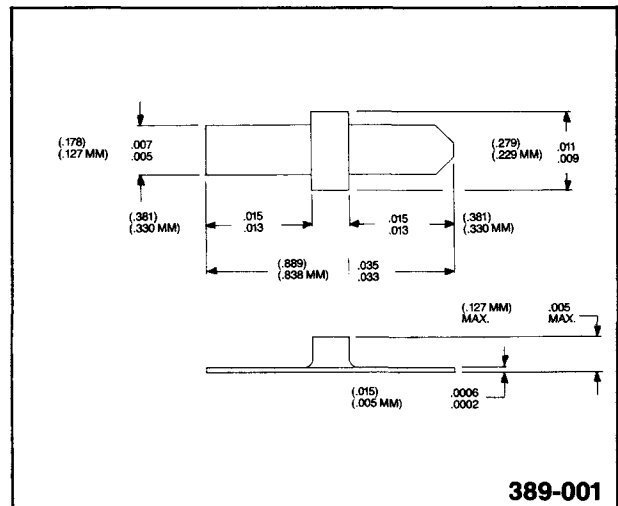 (.178) .007
(.127 MM) .005
(.279) .011
(.229 MM) .009
(.381) .015 .015 (.381)
(.330 MM) .013 .013 (.330 MM)
(.889) .035
(.838 MM) .033
(.127 MM) .005
MAX. MAX.
(.015) .0006
(.005 MM) .0002
389-001